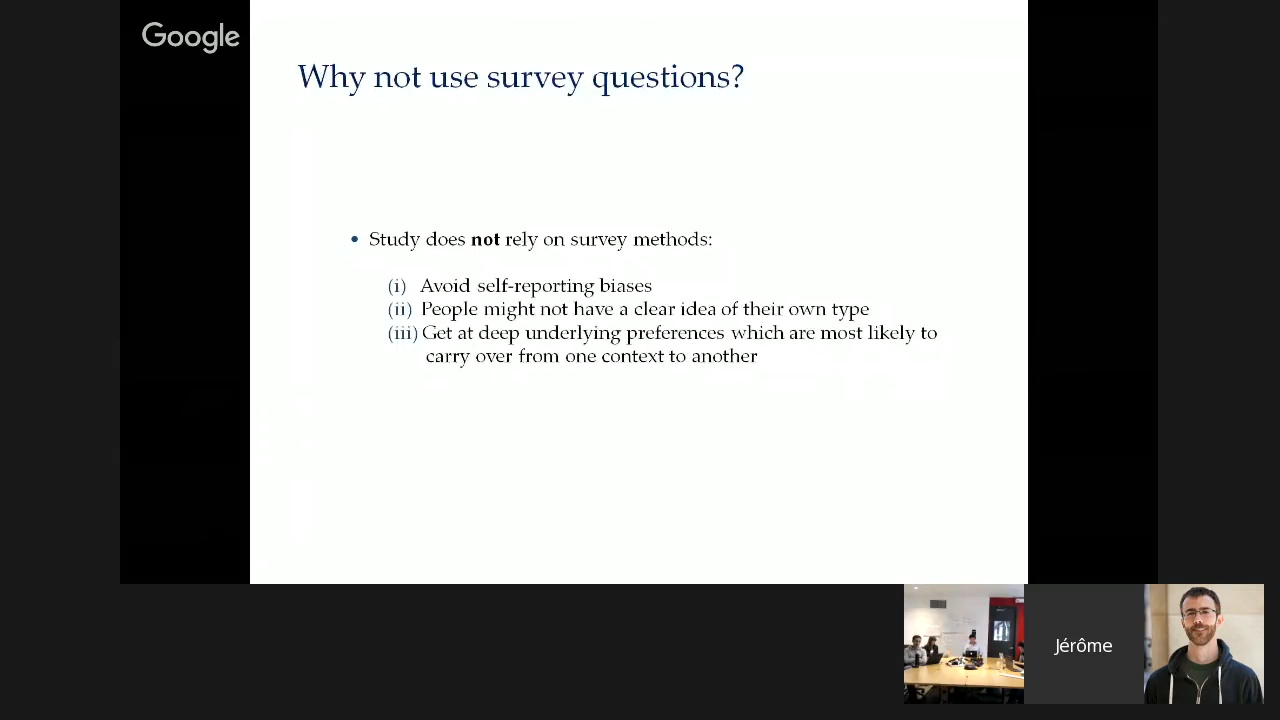 Google
Why not use survey questions?
• Study does not rely on survey methods:
(i) Avoid self-reporting biases
(ii) People might not have a clear idea of their own type
(iii) Get at deep underlying preferences which are most likely to
carry over from one context to another
Jérôme